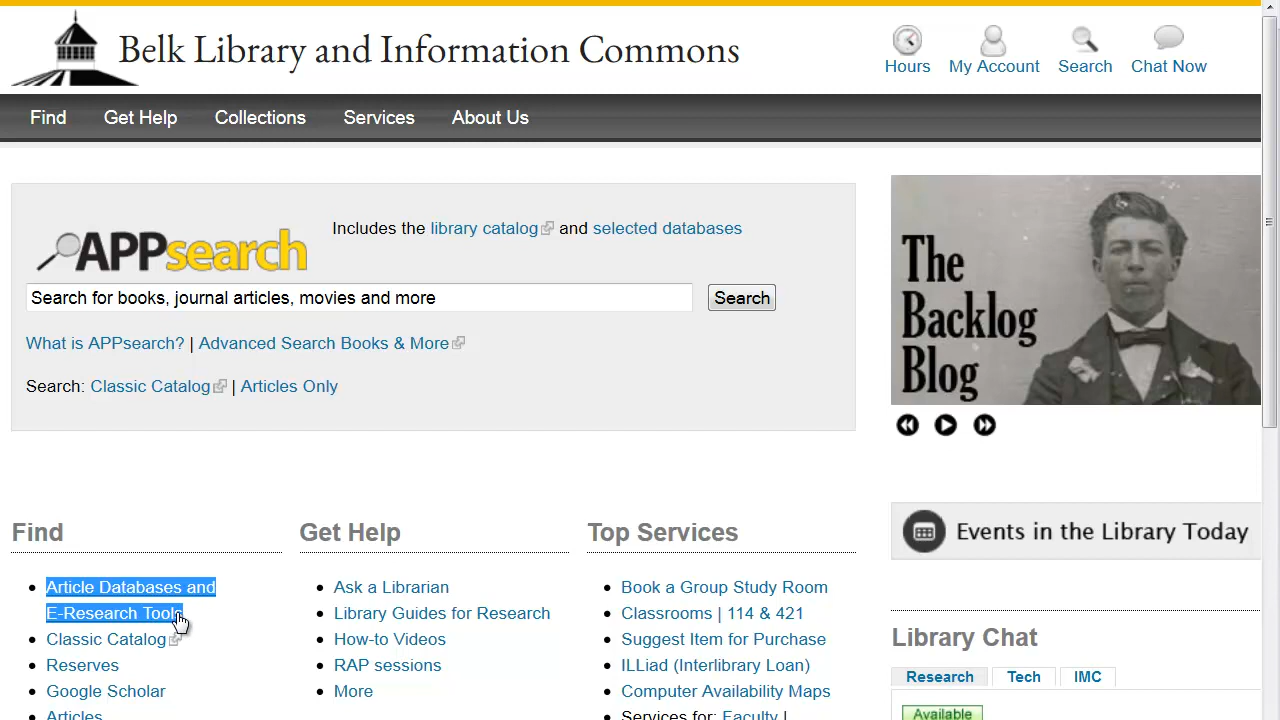 Belk Library and Information Commons
Hours My Account Search Chat Now
Find Get Help Collections Services About Us
APPsearch
Includes the library catalog and selected databases
Search for books, journal articles, movies and more Search
What is APPsearch? | Advanced Search Books & More
Search: Classic Catalog | Articles Only
The
Backlog
Blog
Events in the Library Today
Find
Article Databases and
E-Research Tools
Classic Catalog
Reserves
Google Scholar
Articles
Get Help
Ask a Librarian
Library Guides for Research
How-to Videos
RAP sessions
More
Top Services
Book a Group Study Room
Classrooms | 114 & 421
Suggest Item for Purchase
ILLiad (Interlibrary Loan)
Computer Availability Maps
Services for: Faculty |
Library Chat
Research Tech IMC
Available